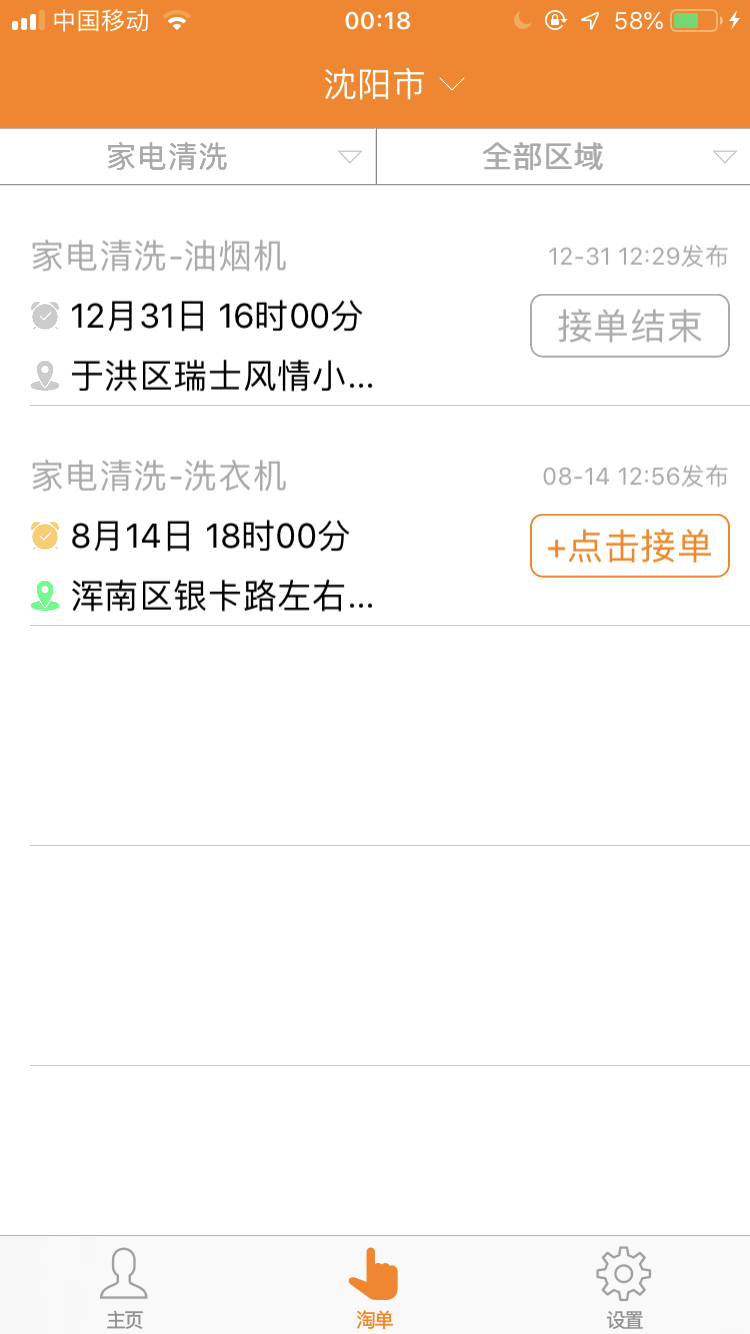 中国移动 00:18 58%
沈阳市
家电清洗 全部区域
家电清洗-油烟机 12-31 12:29发布
12月31日 16时00分
接单结束
于洪区瑞士风情小...
家电清洗-洗衣机 08-14 12:56发布
8月14日 18时00分
+点击接单
浑南区银卡路左右...
主页 淘单 设置